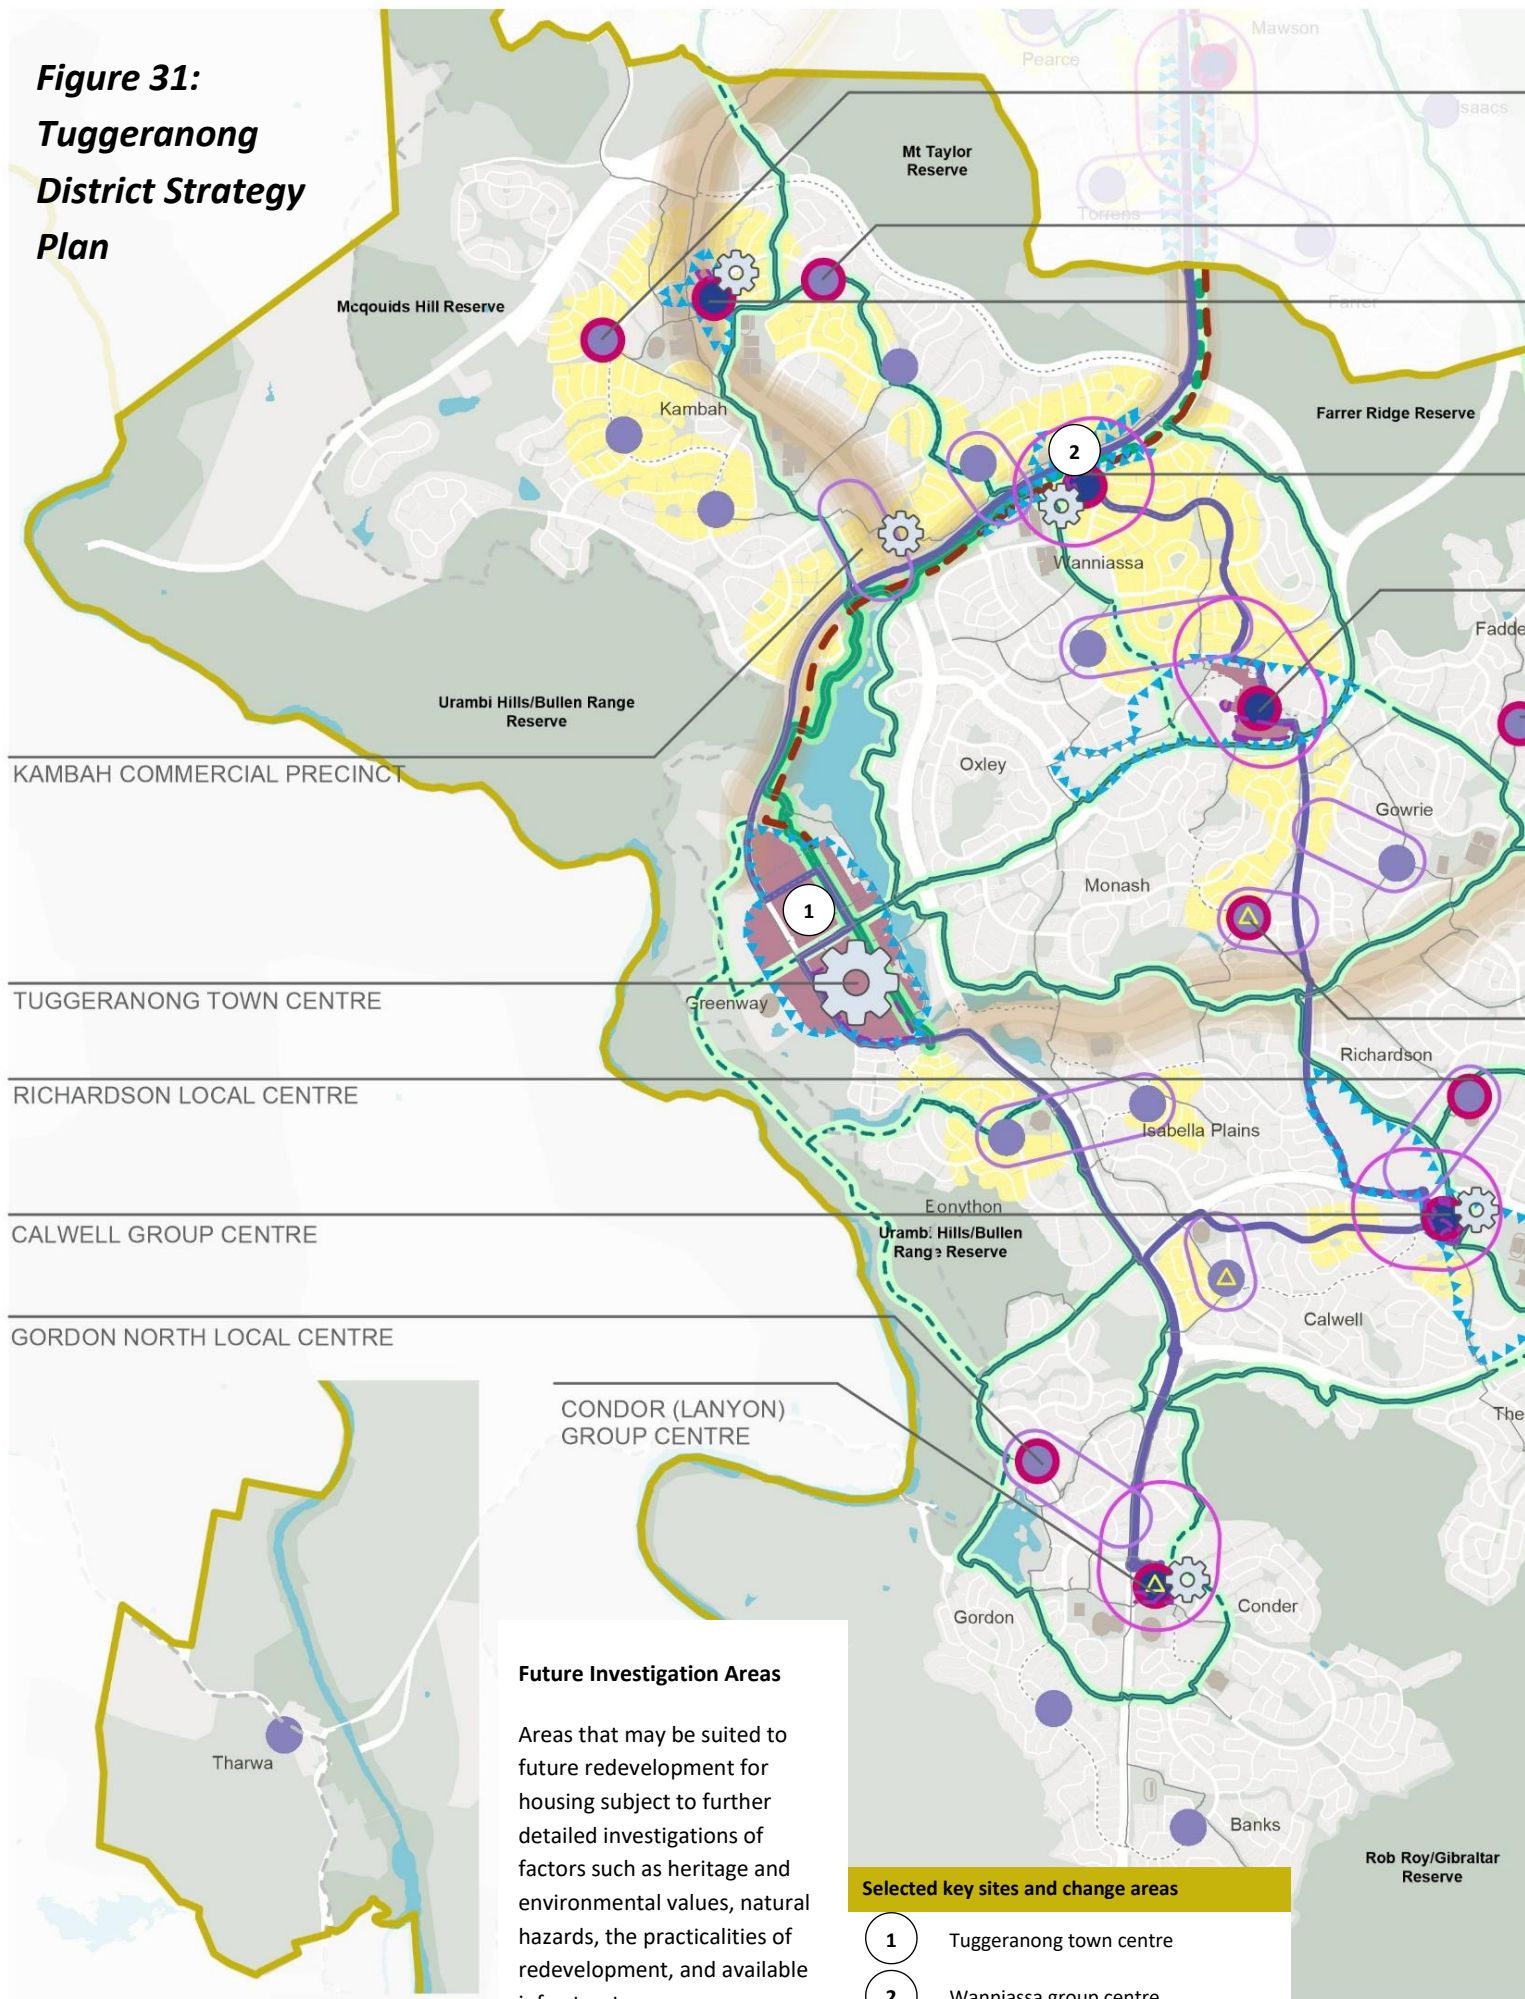 Figure 31:
Tuggeranong
District Strategy
Plan
Mawson
Pearce
Isaacs
Mt Taylor
Reserve
Torrens
Farrer
Mcqouids Hill Reserve
Kambah
Farrer Ridge Reserve
2
Wanniassa
Fadde
Urambi Hills/Bullen Range
Reserve
KAMBAH COMMERCIAL PRECINCT
Oxley
Gowrie
Monash
1
TUGGERANONG TOWN CENTRE
Greenway
Richardson
RICHARDSON LOCAL CENTRE
Isabella Plains
CALWELL GROUP CENTRE
Eonython
Urambi Hills/Bullen
Range Reserve
Calwell
GORDON NORTH LOCAL CENTRE
CONDOR (LANYON)
GROUP CENTRE
The
Gordon
Conder
Tharwa
Banks
Rob Roy/Gibraltar
Reserve
Future Investigation Areas
Areas that may be suited to
future redevelopment for
housing subject to further
detailed investigations of
factors such as heritage and
environmental values, natural
hazards, the practicalities of
redevelopment, and available
Selected key sites and change areas
1 Tuggeranong town centre
2 Wanniassa group centre